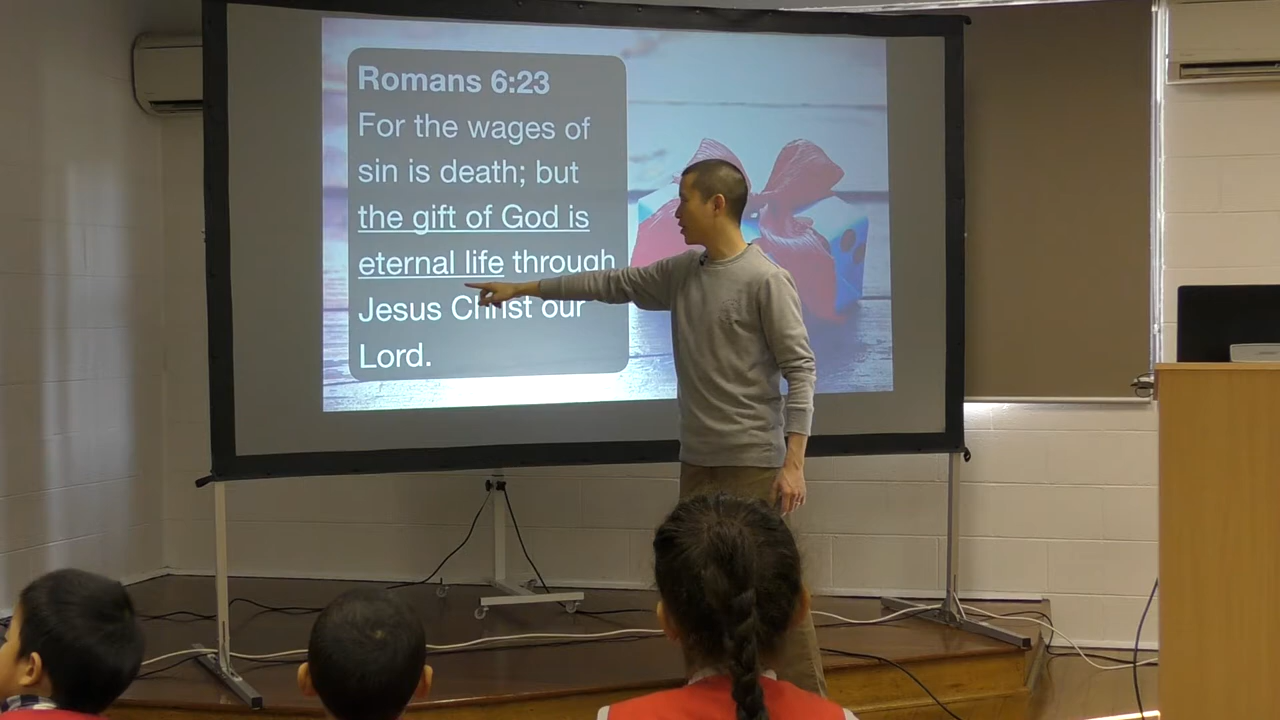 Romans 6:23
For the wages of
sin is death; but
the gift of God is
eternal life through
Jesus Christ our
Lord.